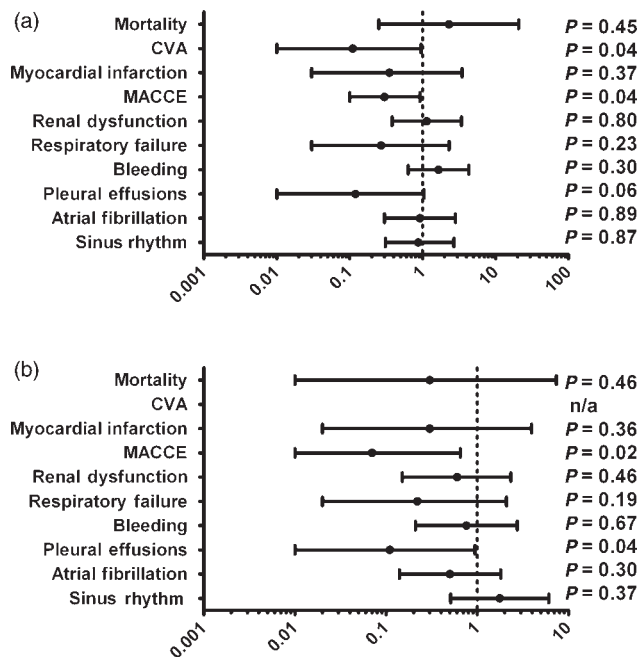 (a)
Mortality P = 0.45
CVA P = 0.04
Myocardial infarction P = 0.37
MACCE P = 0.04
Renal dysfunction P = 0.80
Respiratory failure P = 0.23
Bleeding P = 0.30
Pleural effusions P = 0.06
Atrial fibrillation P = 0.89
Sinus rhythm P = 0.87
0.001 0.01 0.1 1 10 100
(b)
Mortality P = 0.46
CVA n/a
Myocardial infarction P = 0.36
MACCE P = 0.02
Renal dysfunction P = 0.46
Respiratory failure P = 0.19
Bleeding P = 0.67
Pleural effusions P = 0.04
Atrial fibrillation P = 0.30
Sinus rhythm P = 0.37
0.001 0.01 0.1 1 10